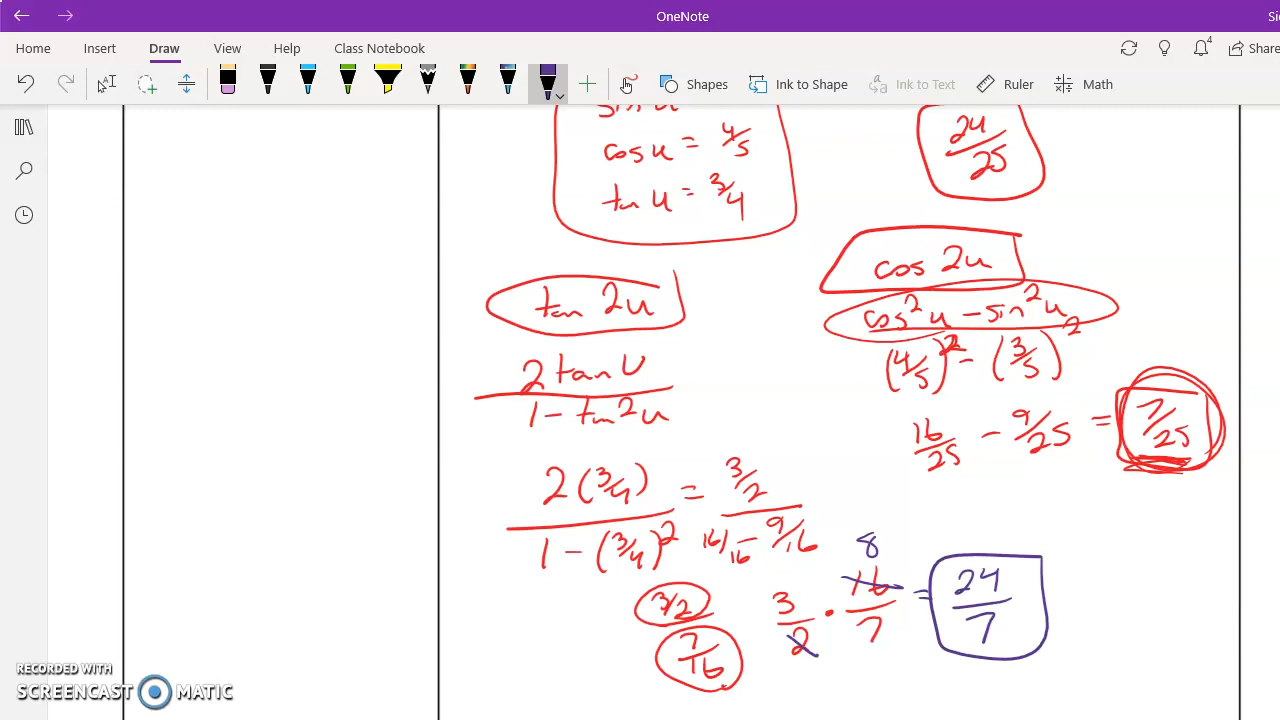 OneNote
Home Insert Draw View Help Class Notebook Share
Shapes Ink to Shape Ink to Text Ruler Math
4
sin u
cos u = 4/5
tan u = 3/4
24/25
tan 2u
2 tan U
1 - tan2u
2(3/4) = 3/2
1 - (3/4)2 16/16 - 9/16
3/2
7/16
3/2 · 16/7 = 24/7
8
cos 2u
cos2u - sin2u
(4/5)2 - (3/5)2
16/25 - 9/25 = 7/25
RECORDED WITH
SCREENCAST MATIC